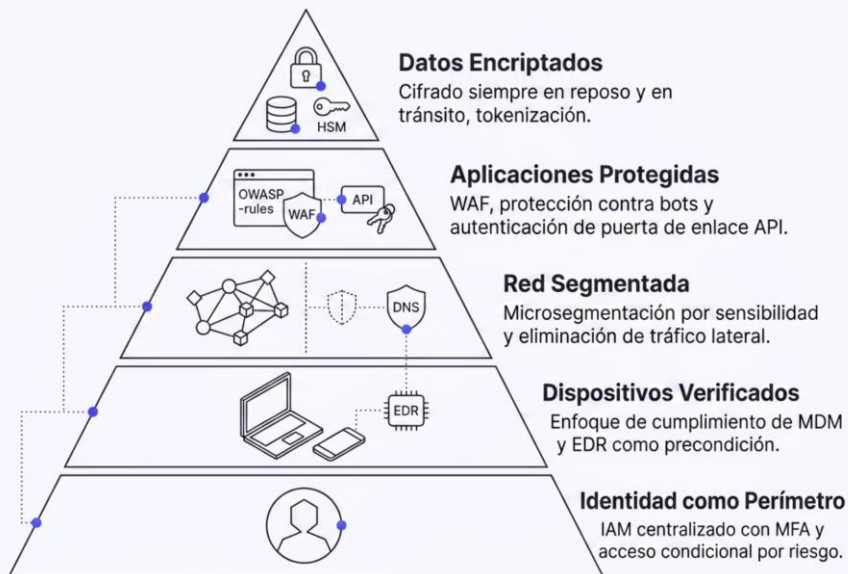 Datos Encriptados
Cifrado siempre en reposo y en
tránsito, tokenización.
HSM
Aplicaciones Protegidas
WAF, protección contra bots y
autenticación de puerta de enlace API.
OWASP
-rules
WAF
API
Red Segmentada
Microsegmentación por sensibilidad
y eliminación de tráfico lateral.
DNS
Dispositivos Verificados
Enfoque de cumplimiento de MDM
y EDR como precondición.
EDR
Identidad como Perímetro
IAM centralizado con MFA y
acceso condicional por riesgo.